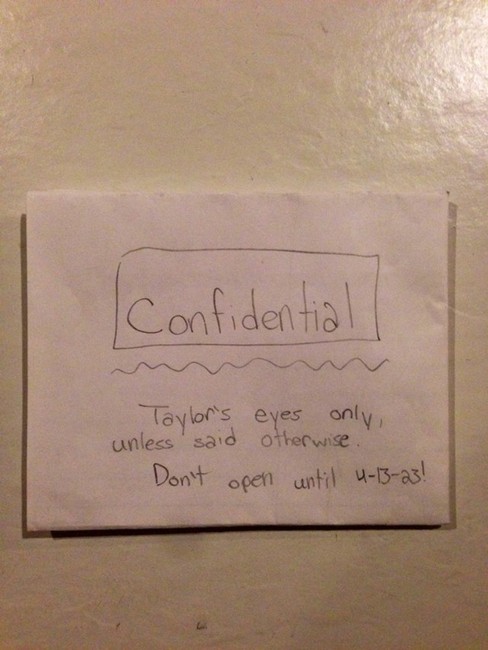 Confidential
Taylor's eyes only,
unless said otherwise.
Don't open until 4-13-23!